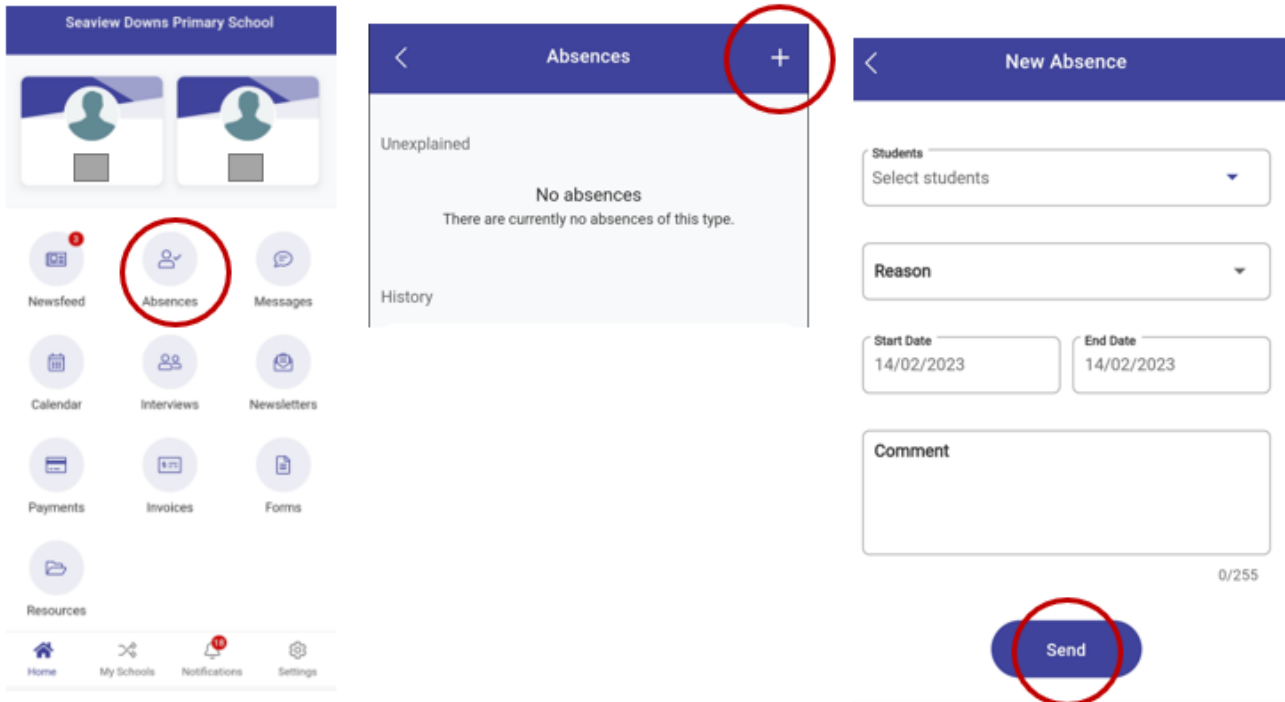 Seaview Downs Primary School
3
Newsfeed
Absences
Messages
Calendar
Interviews
Newsletters
Payments
Invoices
Forms
Resources
18
Home
My Schools
Notifications
Settings
Absences
Unexplained
No absences
There are currently no absences of this type.
History
New Absence
Students
Select students
Reason
Start Date
End Date
14/02/2023
14/02/2023
Comment
0/255
Send